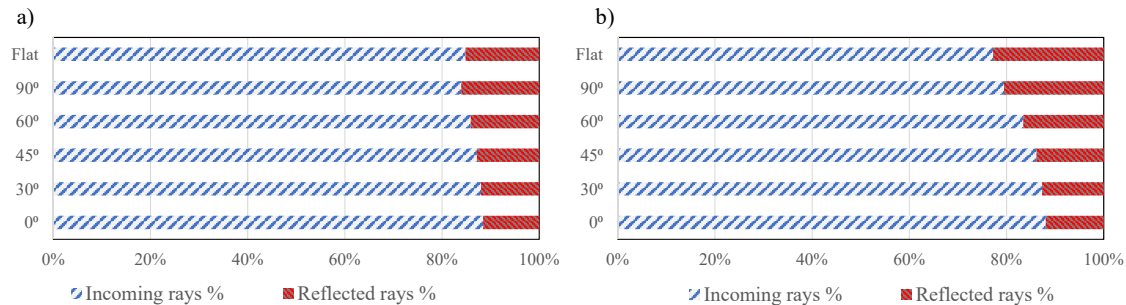 a)
Flat
90º
60º
45º
30º
0º
0% 20% 40% 60% 80% 100%
Incoming rays % Reflected rays %
b)
Flat
90º
60º
45º
30º
0º
0% 20% 40% 60% 80% 100%
Incoming rays % Reflected rays %